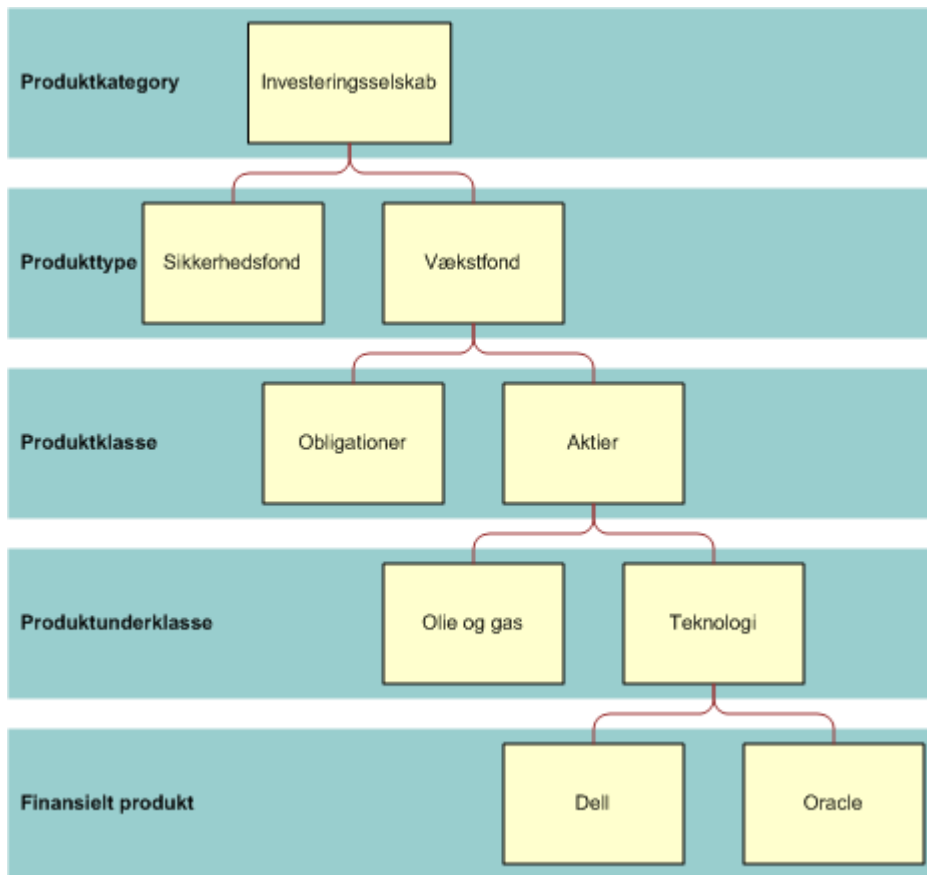 Produktkategory
Investeringsselskab
Produkttype
Sikkerhedsfond
Vækstfond
Produktklasse
Obligationer
Aktier
Produktunderklasse
Olie og gas
Teknologi
Finansielt produkt
Dell
Oracle